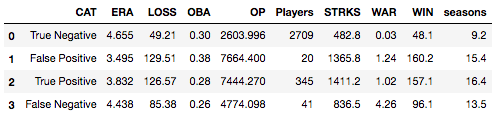 CAT ERA LOSS OBA OP Players STRKS WAR WIN seasons
0 True Negative 4.655 49.21 0.30 2603.996 2709 482.8 0.03 48.1 9.2
1 False Positive 3.495 129.51 0.38 7664.400 20 1365.8 1.24 160.2 15.4
2 True Positive 3.832 126.57 0.28 7444.270 345 1411.2 1.02 157.1 16.4
3 False Negative 4.438 85.38 0.26 4774.098 41 836.5 4.26 96.1 13.5